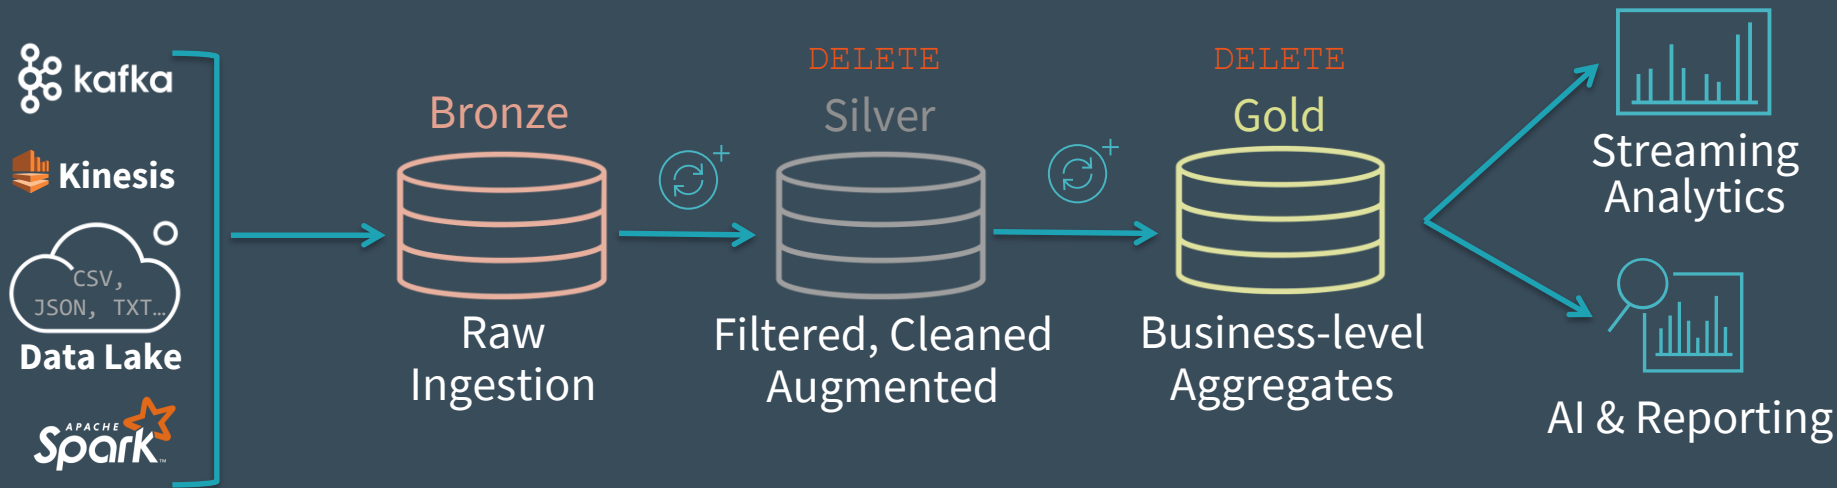 kafka
Kinesis
CSV,
JSON, TXT…
Data Lake
APACHE
Spark™
Bronze
Raw
Ingestion
DELETE
Silver
Filtered, Cleaned
Augmented
DELETE
Gold
Business-level
Aggregates
Streaming
Analytics
AI & Reporting